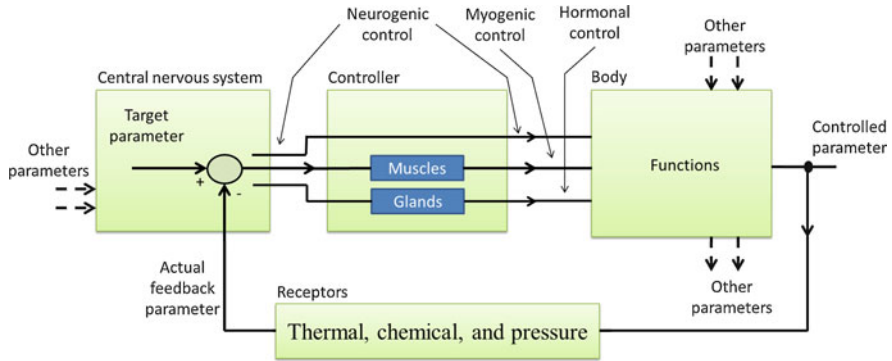 Neurogenic
control
Myogenic
control
Hormonal
control
Other
parameters
Central nervous system
Controller
Body
Target
parameter
Other
parameters
+
-
Muscles
Glands
Functions
Controlled
parameter
Actual
feedback
parameter
Receptors
Thermal, chemical, and pressure
Other
parameters